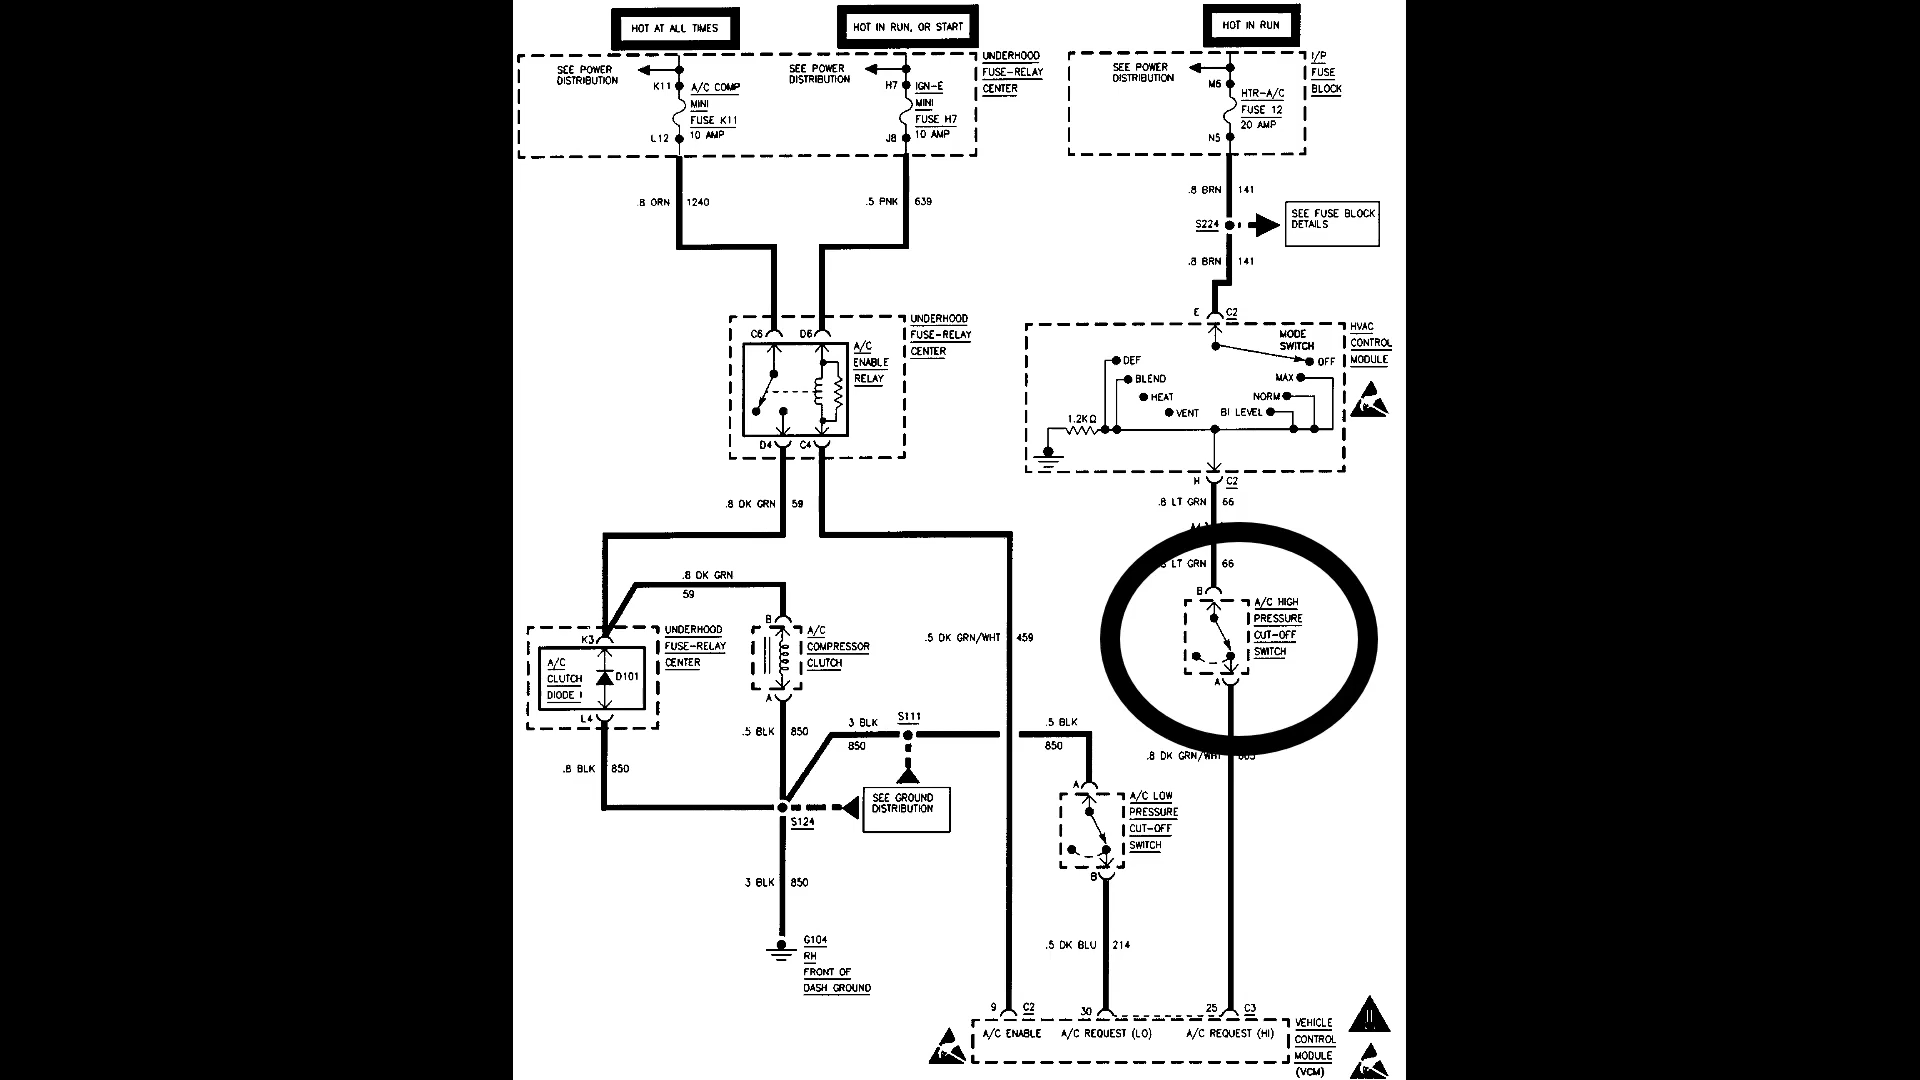 HOT AT ALL TIMES
HOT IN RUN, OR START
HOT IN RUN
SEE POWER
DISTRIBUTION
K11
A/C COMP
MINI
FUSE K11
10 AMP
L12
SEE POWER
DISTRIBUTION
H7
IGN-E
MINI
FUSE H7
10 AMP
J8
UNDERHOOD
FUSE-RELAY
CENTER
SEE POWER
DISTRIBUTION
M6
HTR-A/C
FUSE 12
20 AMP
N5
I/P
FUSE
BLOCK
.8 ORN 1240
.5 PNK 639
.8 BRN 141
S224
SEE FUSE BLOCK
DETAILS
.8 BRN 141
E C2
C6 D6
A/C
ENABLE
RELAY
UNDERHOOD
FUSE-RELAY
CENTER
D4 C4
MODE
SWITCH
OFF
DEF
BLEND
HEAT
VENT
MAX
NORM
BI LEVEL
1.2KΩ
HVAC
CONTROL
MODULE
H C2
.8 DK GRN 59
.8 LT GRN 66
LT GRN 66
.8 DK GRN
59
K3
A/C
CLUTCH
DIODE 1
D101
L4
UNDERHOOD
FUSE-RELAY
CENTER
B
A/C
COMPRESSOR
CLUTCH
A
.5 DK GRN/WHT 459
B
A/C HIGH
PRESSURE
CUT-OFF
SWITCH
A
.8 BLK 850
.5 BLK 850
3 BLK
850
S111
.5 BLK
850
.8 DK GRN/WHT
SEE GROUND
DISTRIBUTION
S124
A
A/C LOW
PRESSURE
CUT-OFF
SWITCH
B
3 BLK 850
G104
RH
FRONT OF
DASH GROUND
.5 DK BLU 214
9 C2
30
25 C3
A/C ENABLE
A/C REQUEST (LO)
A/C REQUEST (HI)
VEHICLE
CONTROL
MODULE
(VCM)
II